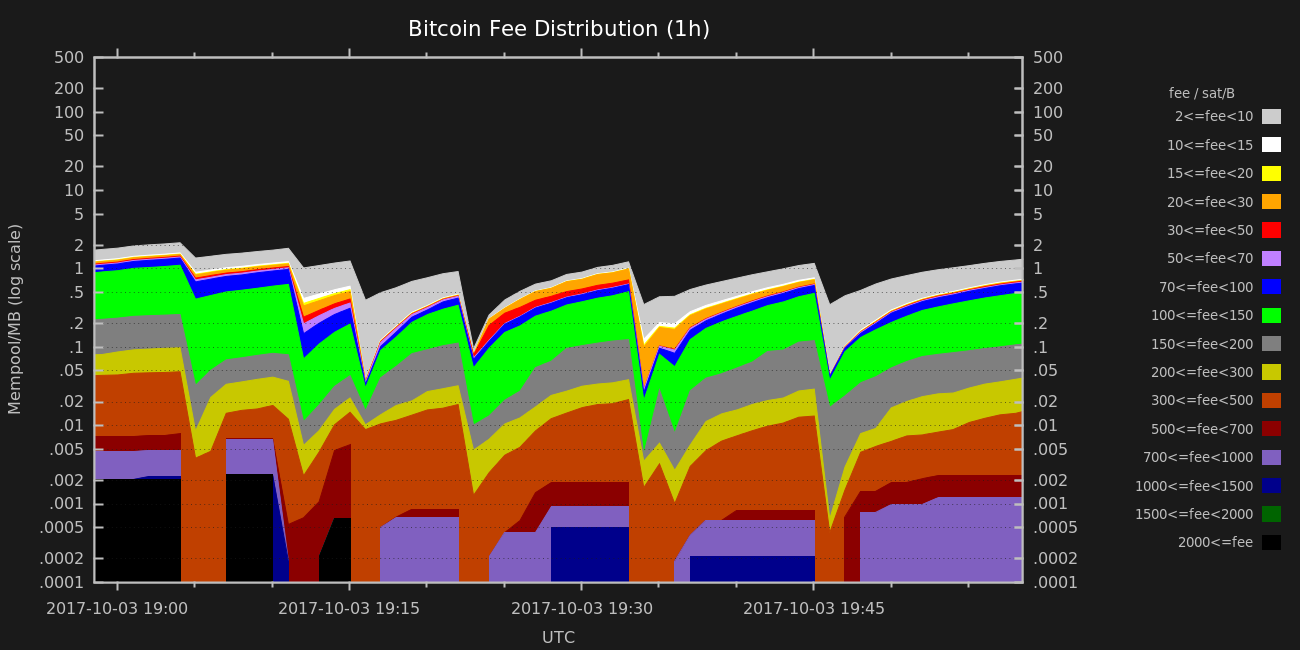 Bitcoin Fee Distribution (1h)
Mempool/MB (log scale)
500
200
100
50
20
10
5
2
1
.5
.2
.1
.05
.02
.01
.005
.002
.001
.0005
.0002
.0001
500
200
100
50
20
10
5
2
1
.5
.2
.1
.05
.02
.01
.005
.002
.001
.0005
.0002
.0001
2017-10-03 19:00
2017-10-03 19:15
2017-10-03 19:30
2017-10-03 19:45
UTC
fee / sat/B
2<=fee<10
10<=fee<15
15<=fee<20
20<=fee<30
30<=fee<50
50<=fee<70
70<=fee<100
100<=fee<150
150<=fee<200
200<=fee<300
300<=fee<500
500<=fee<700
700<=fee<1000
1000<=fee<1500
1500<=fee<2000
2000<=fee